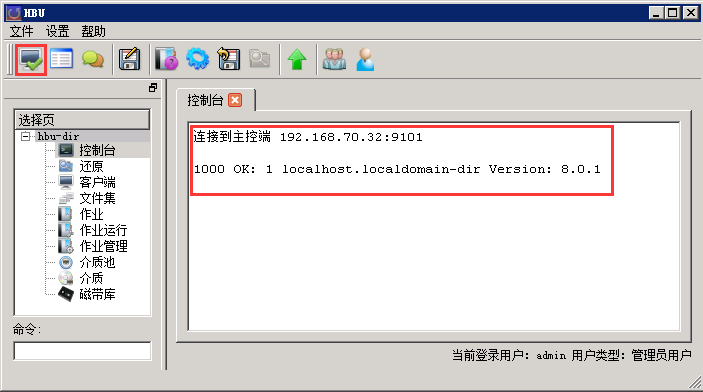 HBU
文件 设置 帮助
选择页
hbu-dir
控制台
还原
客户端
文件集
作业
作业运行
作业管理
介质池
介质
磁带库
命令:
控制台
连接到主控端 192.168.70.32:9101
1000 OK: 1 localhost.localdomain-dir Version: 8.0.1
当前登录用户: admin 用户类型: 管理员用户